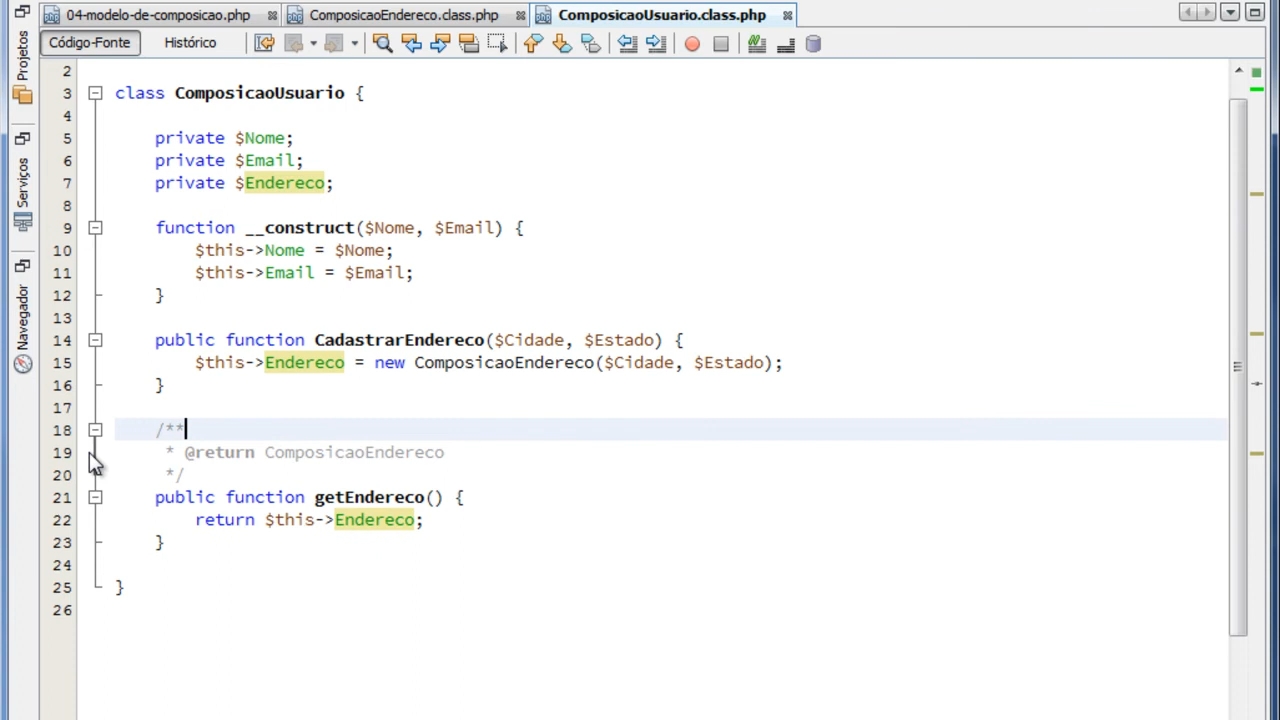 04-modelo-de-composicao.php
ComposicaoEndereco.class.php
ComposicaoUsuario.class.php
Código-Fonte
Histórico
Projetos
Serviços
Navegador
2
3 class ComposicaoUsuario {
4
5 private $Nome;
6 private $Email;
7 private $Endereco;
8
9 function __construct($Nome, $Email) {
10 $this->Nome = $Nome;
11 $this->Email = $Email;
12 }
13
14 public function CadastrarEndereco($Cidade, $Estado) {
15 $this->Endereco = new ComposicaoEndereco($Cidade, $Estado);
16 }
17
18 /**
19 * @return ComposicaoEndereco
20 */
21 public function getEndereco() {
22 return $this->Endereco;
23 }
24
25 }
26